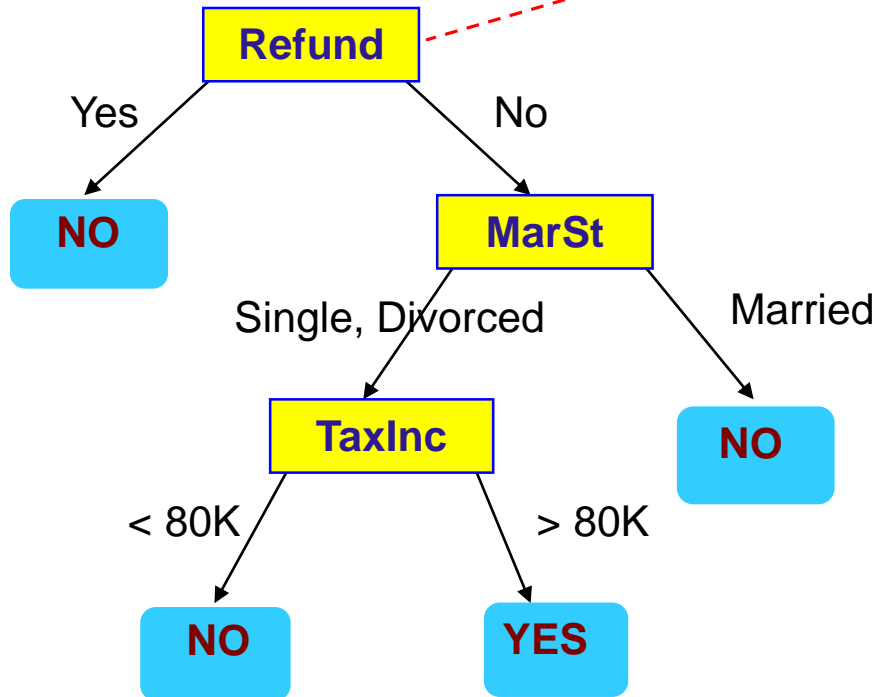 Refund
Yes
No
NO
MarSt
Single, Divorced
Married
TaxInc
NO
< 80K
> 80K
NO
YES